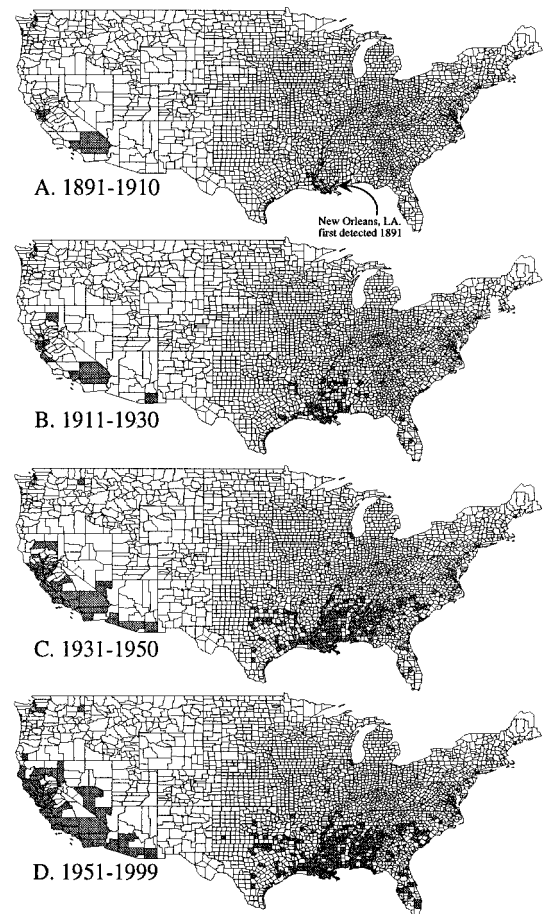 A. 1891-1910
New Orleans, LA.
first detected 1891
B. 1911-1930
C. 1931-1950
D. 1951-1999